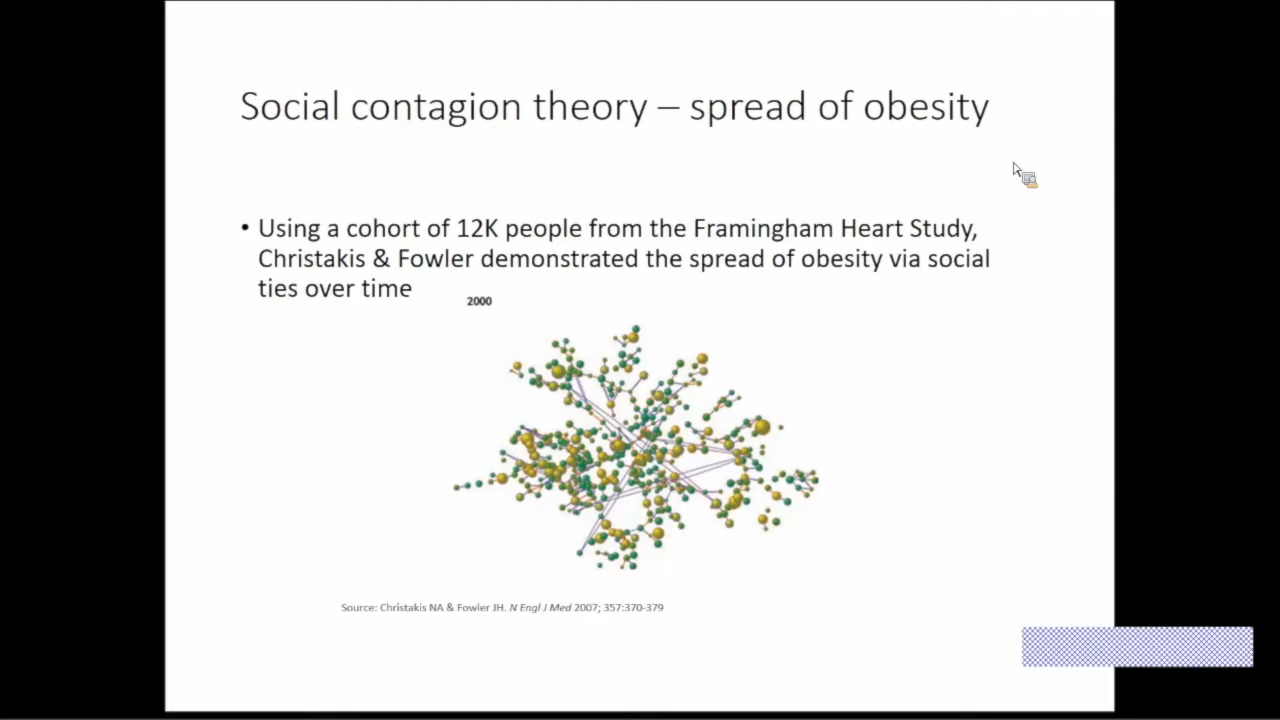 Social contagion theory – spread of obesity
• Using a cohort of 12K people from the Framingham Heart Study,
Christakis & Fowler demonstrated the spread of obesity via social
ties over time
2000
Source: Christakis NA & Fowler JH. N Engl J Med 2007; 357:370-379